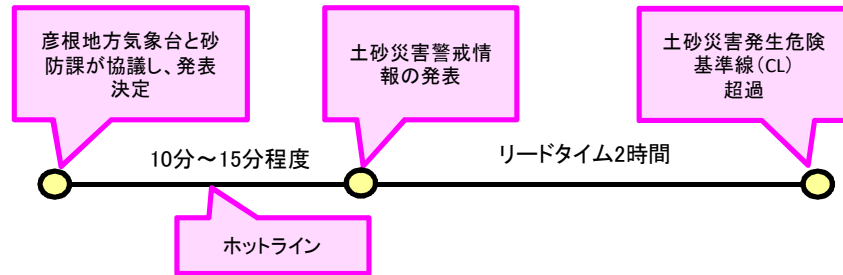 彦根地方気象台と砂
防課が協議し、発表
決定
土砂災害警戒情
報の発表
土砂災害発生危険
基準線(CL)
超過
10分～15分程度
リードタイム2時間
ホットライン